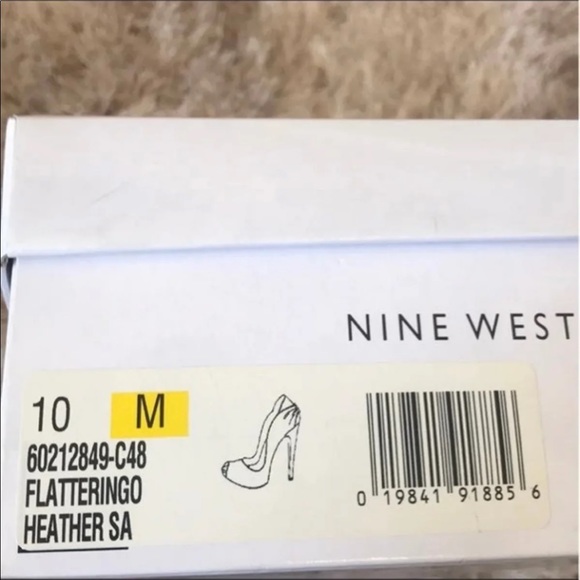 NINE WEST
10 M
60212849-C48
FLATTERINGO
HEATHER SA
0 19841 91885 6